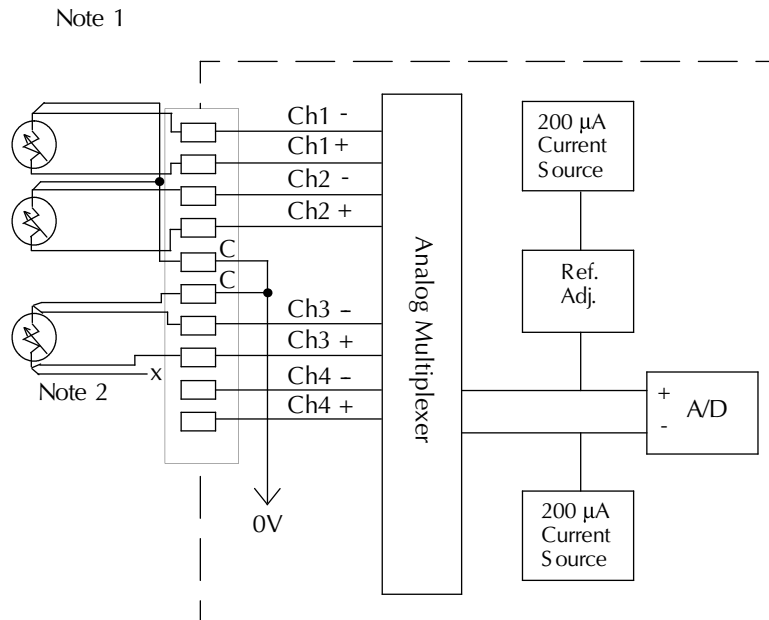 Note 1
Ch1 -
Ch1 +
Ch2 -
Ch2 +
C
C
Ch3 –
Ch3 +
Ch4 –
Ch4 +
x
Note 2
0V
Analog Multiplexer
200 µA
Current
Source
Ref.
Adj.
+
-
A/D
200 µA
Current
Source